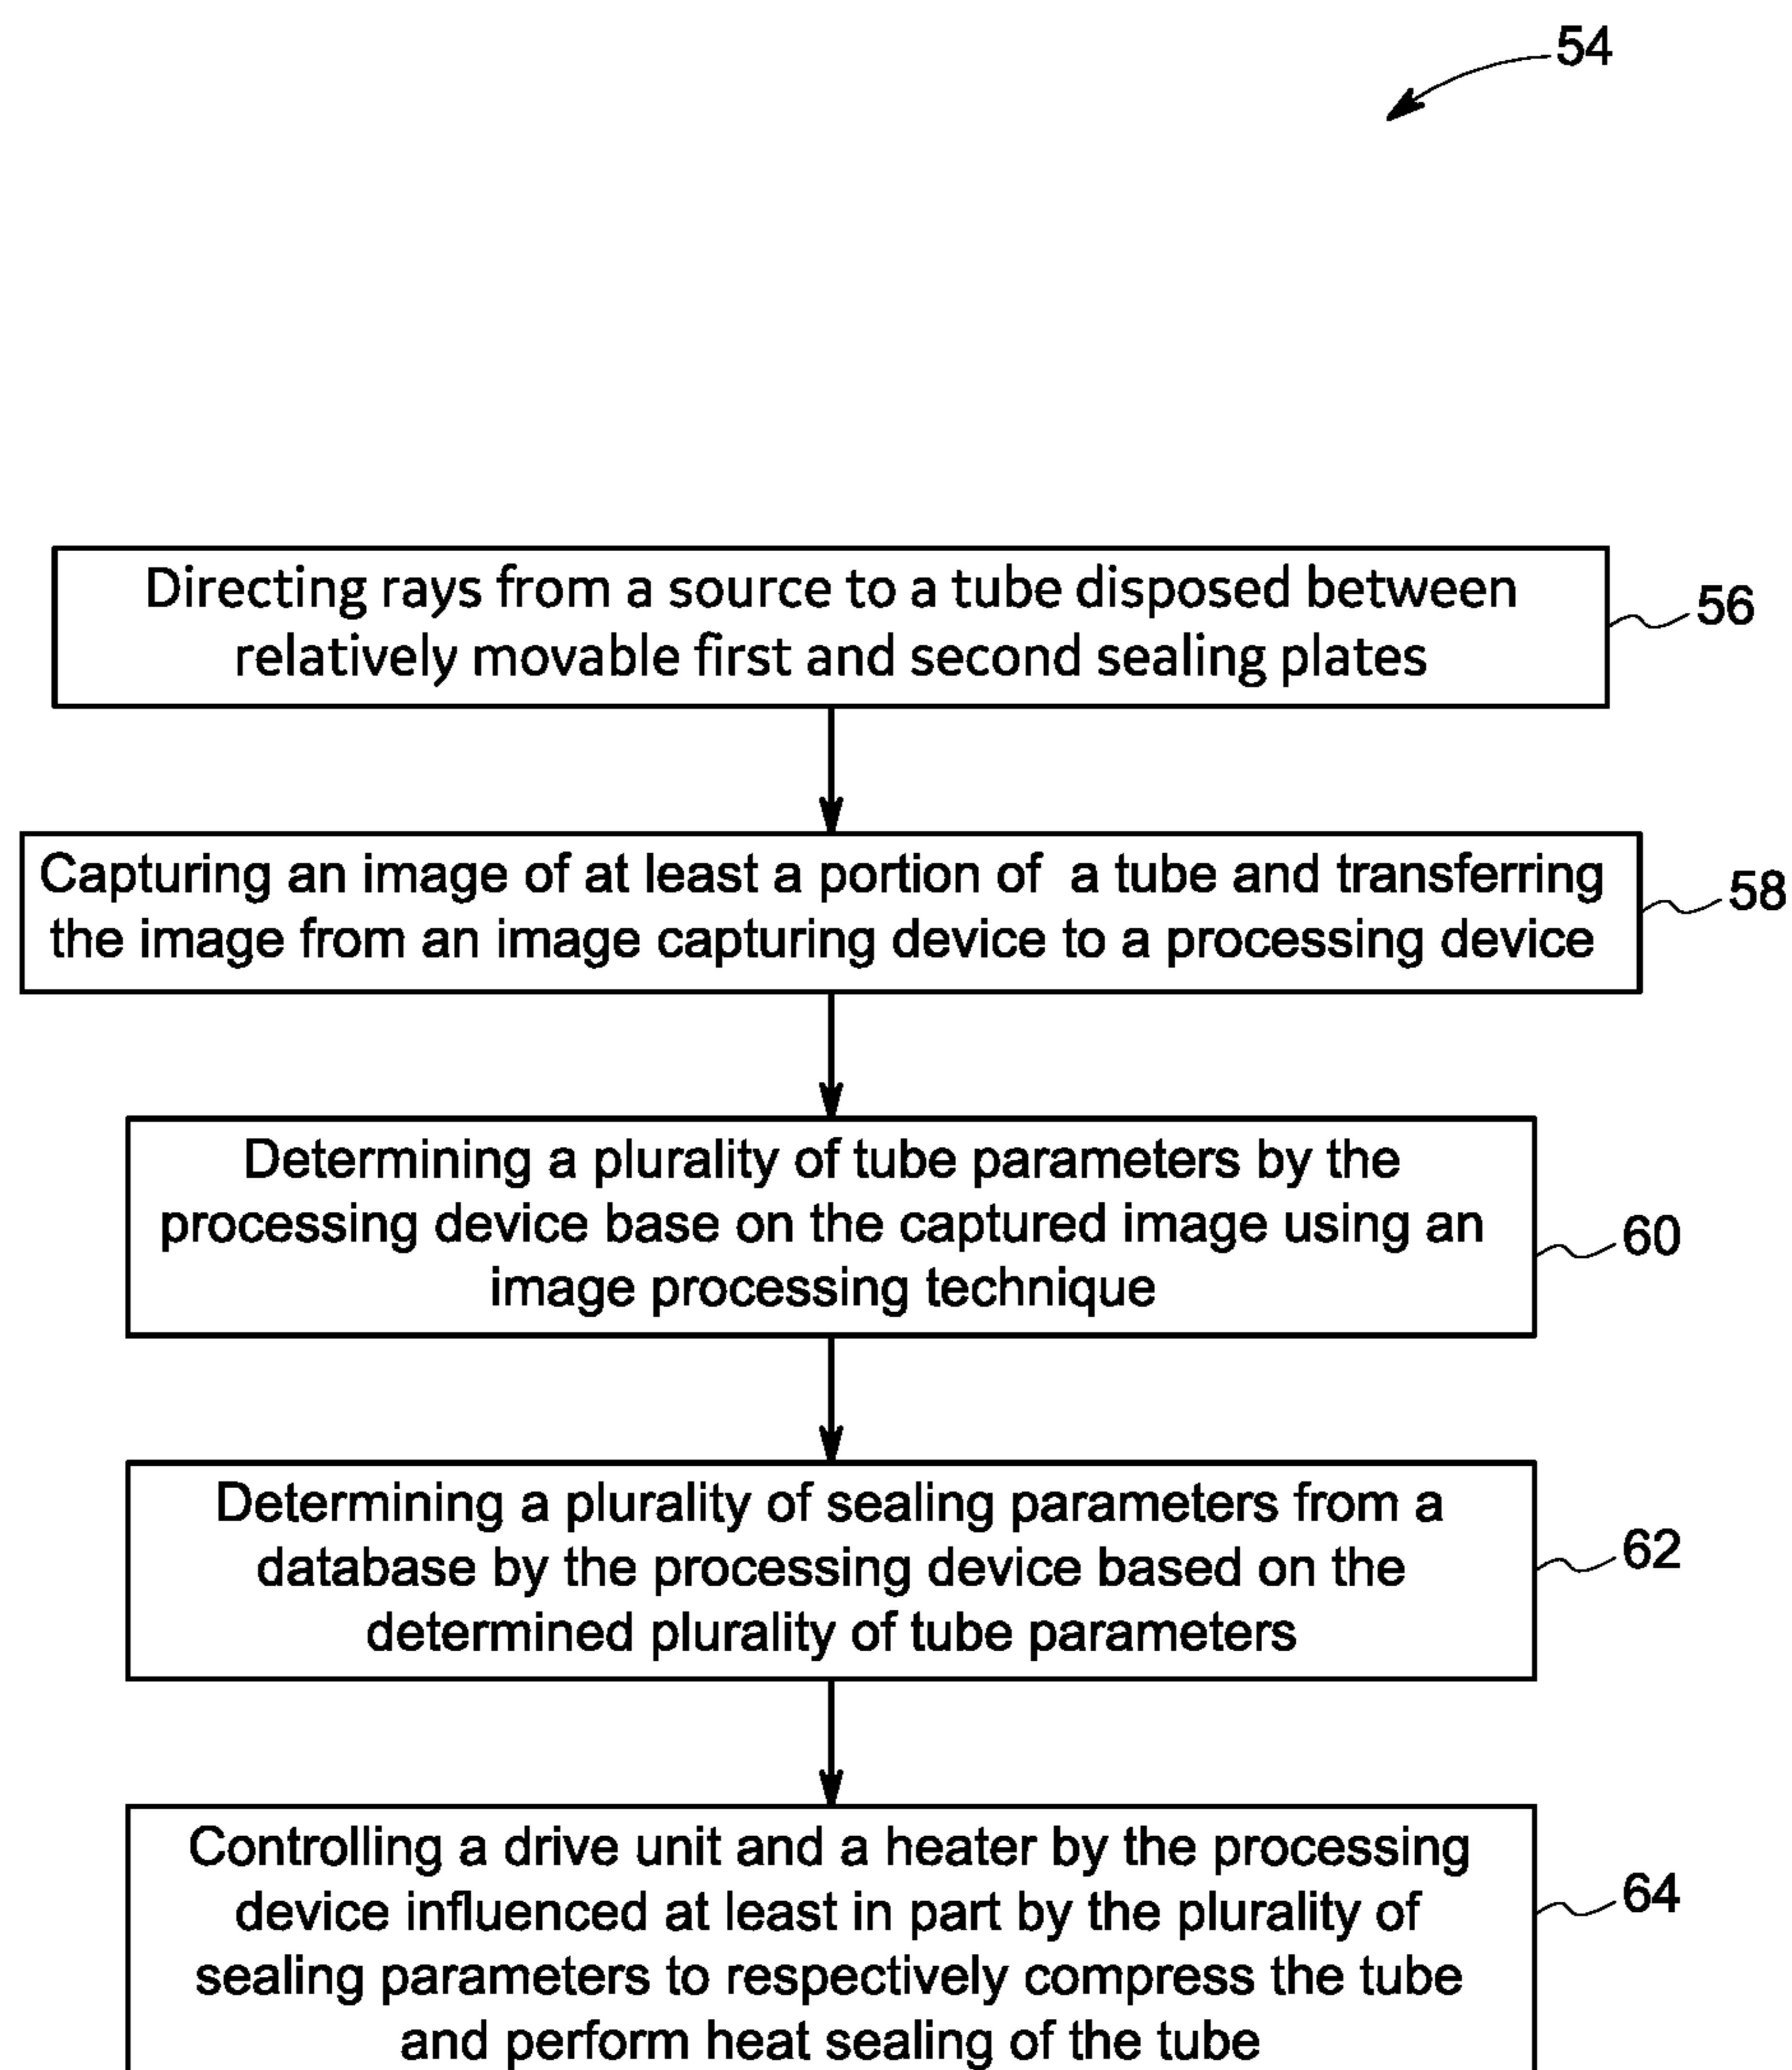 54
Directing rays from a source to a tube disposed between
relatively movable first and second sealing plates
56
Capturing an image of at least a portion of a tube and transferring
the image from an image capturing device to a processing device
58
Determining a plurality of tube parameters by the
processing device base on the captured image using an
image processing technique
60
Determining a plurality of sealing parameters from a
database by the processing device based on the
determined plurality of tube parameters
62
Controlling a drive unit and a heater by the processing
device influenced at least in part by the plurality of
sealing parameters to respectively compress the tube
and perform heat sealing of the tube
64